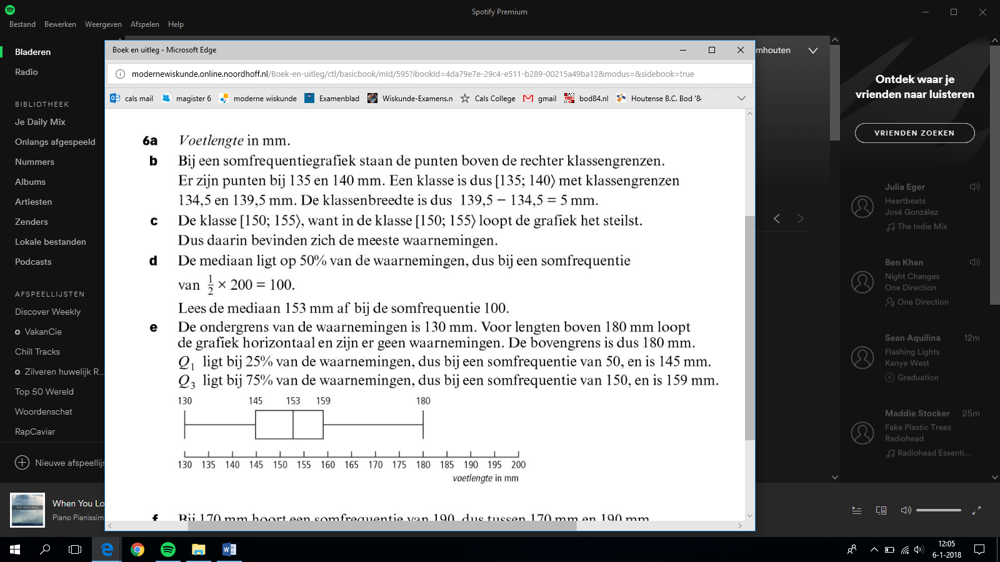 Spotify Premium
Bestand Bewerken Weergeven Afspelen Help
Bladeren
Radio
BIBLIOTHEEK
Je Daily Mix
Onlangs afgespeeld
Nummers
Albums
Artiesten
Zenders
Lokale bestanden
Podcasts
AFSPEELLIJSTEN
Discover Weekly
VakanCie
Chill Tracks
Zilveren huwelijk R...
Top 50 Wereld
Woordenschat
RapCaviar
Nieuwe afspeellijs
When You Lo
Piano Pianissim
Boek en uitleg - Microsoft Edge
modernewiskunde.online.noordhoff.nl/Boek-en-uitleg/ctl/basicbook/mId/595?ibookId=4da79e7e-29c4-e511-b289-00215a49ba12&modus=&sidebook=true
cals mail magister 6 moderne wiskunde Examenblad Wiskunde-Examens.n Cals College gmail bod84.nl Houtense B.C. Bod '84
6a Voetlengte in mm.
b Bij een somfrequentiegrafiek staan de punten boven de rechter klassengrenzen.
Er zijn punten bij 135 en 140 mm. Een klasse is dus [135; 140⟩ met klassengrenzen
134,5 en 139,5 mm. De klassenbreedte is dus 139,5 − 134,5 = 5 mm.
c De klasse [150; 155⟩, want in de klasse [150; 155⟩ loopt de grafiek het steilst.
Dus daarin bevinden zich de meeste waarnemingen.
d De mediaan ligt op 50% van de waarnemingen, dus bij een somfrequentie
van 1/2 × 200 = 100.
Lees de mediaan 153 mm af bij de somfrequentie 100.
e De ondergrens van de waarnemingen is 130 mm. Voor lengten boven 180 mm loopt
de grafiek horizontaal en zijn er geen waarnemingen. De bovengrens is dus 180 mm.
Q1 ligt bij 25% van de waarnemingen, dus bij een somfrequentie van 50, en is 145 mm.
Q3 ligt bij 75% van de waarnemingen, dus bij een somfrequentie van 150, en is 159 mm.
130 145 153 159 180
130 135 140 145 150 155 160 165 170 175 180 185 190 195 200
voetlengte in mm
f Bij 170 mm hoort een somfrequentie van 190, dus tussen 170 mm en 190 mm
mhouten
Ontdek waar je
vrienden naar luisteren
VRIENDEN ZOEKEN
Julia Eger
Heartbeats
José González
The Indie Mix
Ben Khan
Night Changes
One Direction
One Direction
Sean Aquilina 12m
Flashing Lights
Kanye West
Graduation
Maddie Stocker 25m
Fake Plastic Trees
Radiohead
Radiohead Essenti...
12:05
6-1-2018